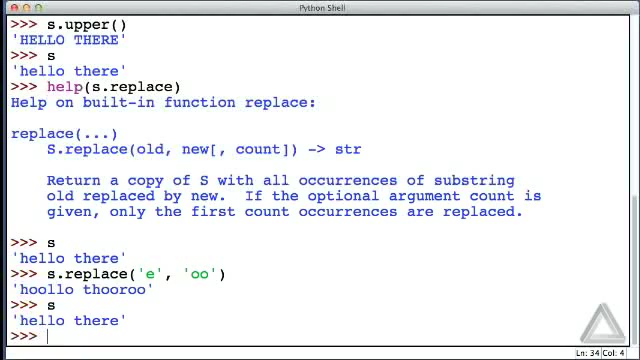 Python Shell
>>> s.upper()
'HELLO THERE'
>>> s
'hello there'
>>> help(s.replace)
Help on built-in function replace:
replace(...)
    S.replace(old, new[, count]) -> str
    Return a copy of S with all occurrences of substring
    old replaced by new.  If the optional argument count is
    given, only the first count occurrences are replaced.
>>> s
'hello there'
>>> s.replace('e', 'oo')
'hoollo thooroo'
>>> s
'hello there'
>>>
Ln: 34 Col: 4